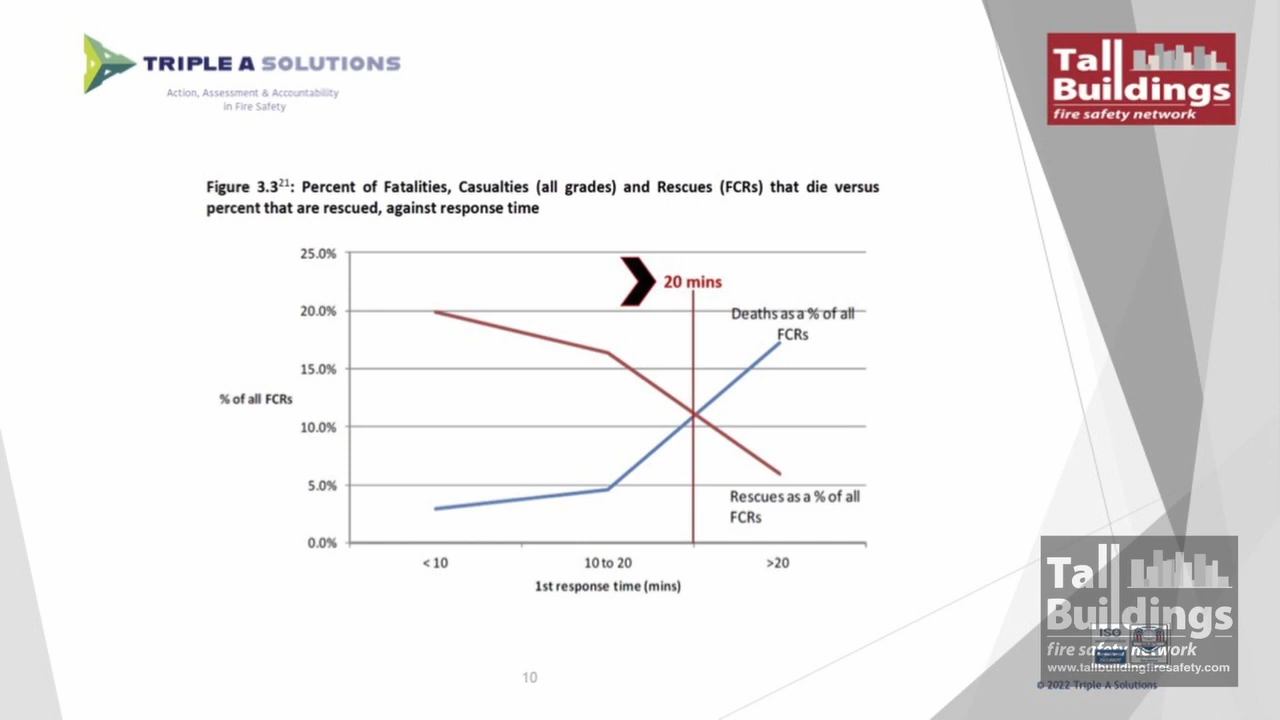 TRIPLE A SOLUTIONS
Action, Assessment & Accountability
in Fire Safety
Tall
Buildings
fire safety network
Figure 3.3²¹: Percent of Fatalities, Casualties (all grades) and Rescues (FCRs) that die versus
percent that are rescued, against response time
25.0%
20 mins
20.0%
Deaths as a % of all
FCRs
15.0%
% of all FCRs
10.0%
5.0%
Rescues as a % of all
FCRs
0.0%
< 10
10 to 20
>20
1st response time (mins)
Tall
Buildings
ISO
fire safety network
www.tallbuildingfiresafety.com
10
© 2022 Triple A Solutions